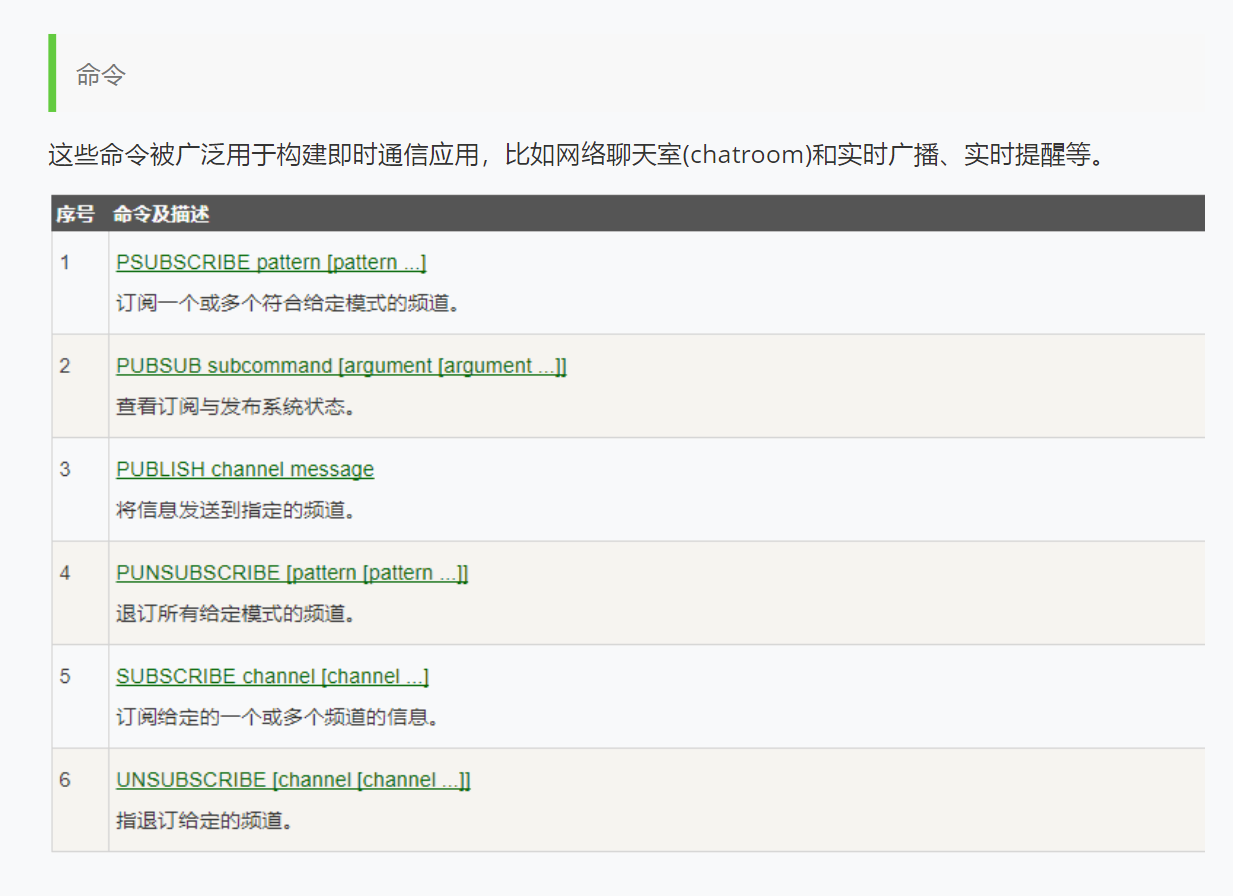 命令
这些命令被广泛用于构建即时通信应用，比如网络聊天室(chatroom)和实时广播、实时提醒等。
序号 命令及描述
1 PSUBSCRIBE pattern [pattern ...]
订阅一个或多个符合给定模式的频道。
2 PUBSUB subcommand [argument [argument ...]]
查看订阅与发布系统状态。
3 PUBLISH channel message
将信息发送到指定的频道。
4 PUNSUBSCRIBE [pattern [pattern ...]]
退订所有给定模式的频道。
5 SUBSCRIBE channel [channel ...]
订阅给定的一个或多个频道的信息。
6 UNSUBSCRIBE [channel [channel ...]]
指退订给定的频道。